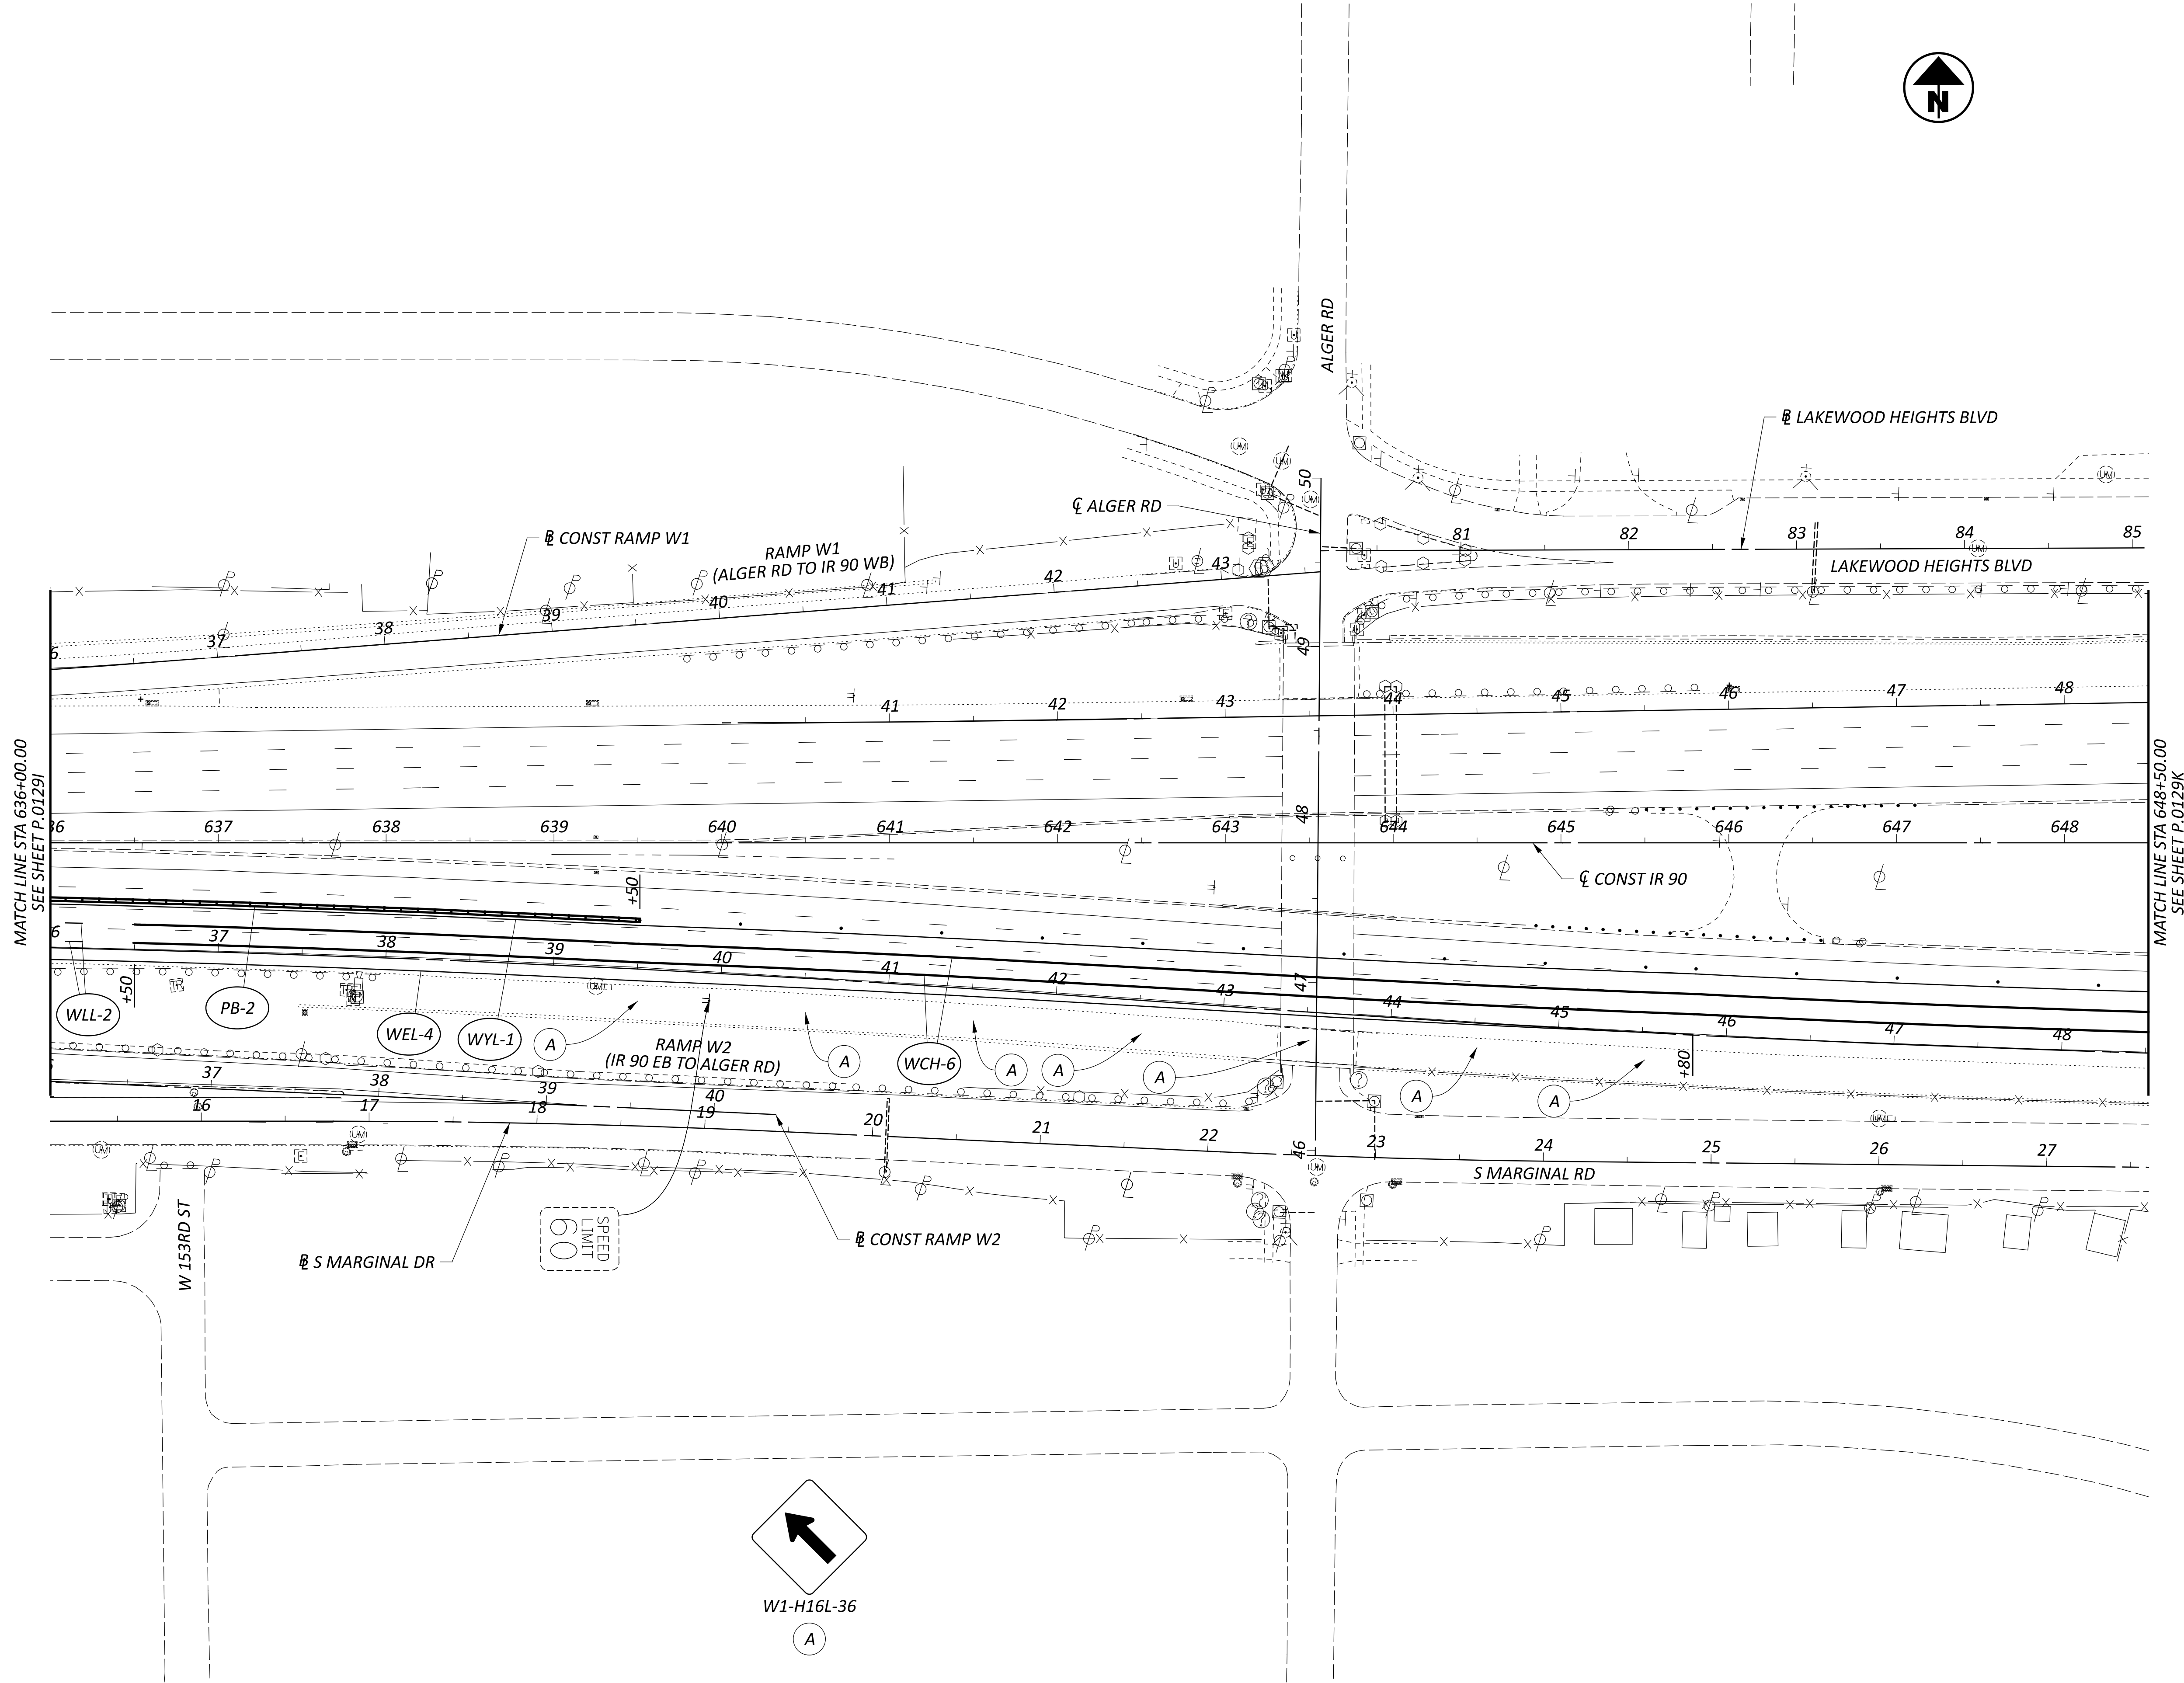 N
ALGER RD
℄ ALGER RD
BL LAKEWOOD HEIGHTS BLVD
BL CONST RAMP W1
RAMP W1
(ALGER RD TO IR 90 WB)
50
81
82
83
84
85
LAKEWOOD HEIGHTS BLVD
6
37
38
39
40
41
42
43
49
41
42
43
44
45
46
47
48
MATCH LINE STA 636+00.00
SEE SHEET P.0129I
MATCH LINE STA 648+50.00
SEE SHEET P.0129K
36
637
638
639
640
641
642
643
644
645
646
647
648
48
℄ CONST IR 90
+50
6
37
38
39
40
41
42
43
44
45
46
47
48
47
+50
WLL-2
PB-2
WEL-4
WYL-1
A
A
WCH-6
A
A
A
A
A
+80
RAMP W2
(IR 90 EB TO ALGER RD)
37
38
39
40
16
17
18
19
20
21
22
23
24
25
26
27
46
S MARGINAL RD
W 153RD ST
BL S MARGINAL DR
SPEED
LIMIT
60
BL CONST RAMP W2
W1-H16L-36
A